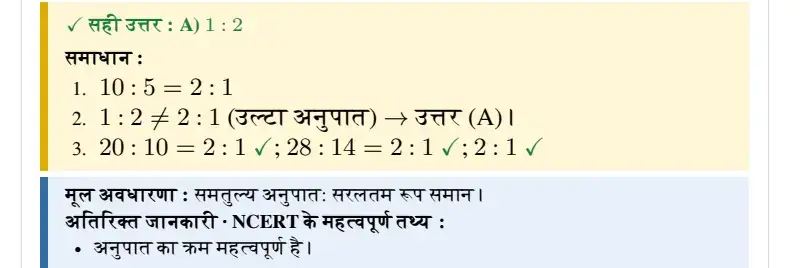 ✓ सही उत्तर : A) 1 : 2
समाधान :
1. 10 : 5 = 2 : 1
2. 1 : 2 ≠ 2 : 1 (उल्टा अनुपात) → उत्तर (A)।
3. 20 : 10 = 2 : 1 ✓; 28 : 14 = 2 : 1 ✓; 2 : 1 ✓
मूल अवधारणा : समतुल्य अनुपातः सरलतम रूप समान।
अतिरिक्त जानकारी · NCERT के महत्वपूर्ण तथ्य :
• अनुपात का क्रम महत्वपूर्ण है।